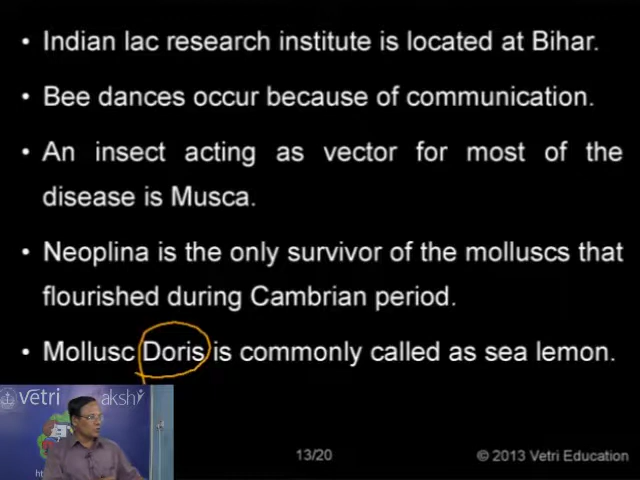 • Indian lac research institute is located at Bihar.
• Bee dances occur because of communication.
• An insect acting as vector for most of the
disease is Musca.
• Neoplina is the only survivor of the molluscs that
flourished during Cambrian period.
• Mollusc Doris is commonly called as sea lemon.
vetri akshi
13/20
© 2013 Vetri Education